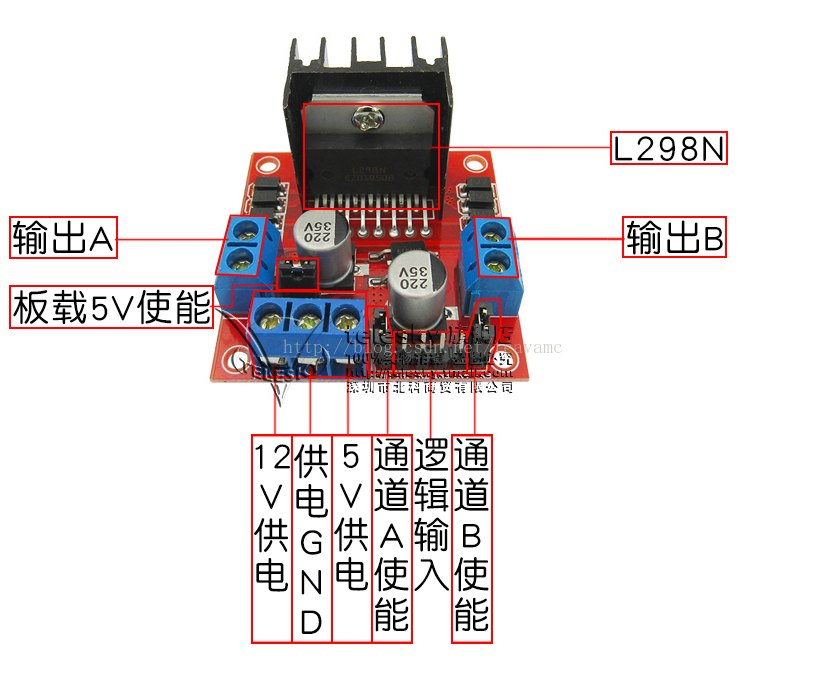 L298N
输出A
输出B
板载5V使能
220
35V
220
35V
http://blog.csdn.net/
深圳市北科商贸有限公司
12V供电
供电GND
5V供电
通道A使能
逻辑输入
通道B使能